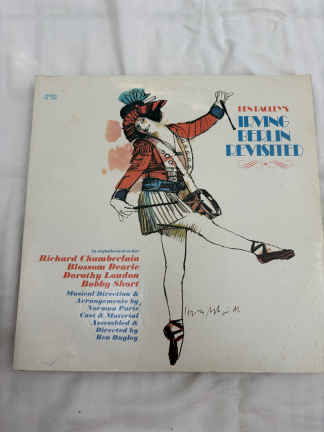 BEN BAGLEY'S
IRVING
BERLIN
REVISITED
Richard Chamberlain
Blossom Dearie
Dorothy Loudon
Bobby Short
Musical Direction &
Arrangements by
Norman Paris
Cast & Material
Assembled &
Directed by
Ben Bagley